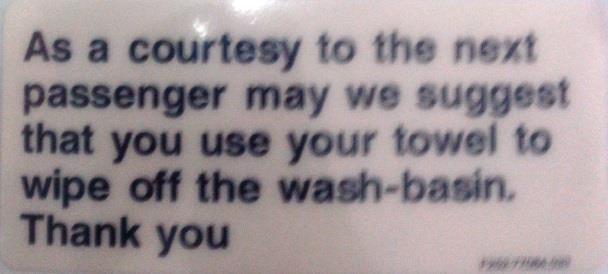 As a courtesy to the next
passenger may we suggest
that you use your towel to
wipe off the wash-basin.
Thank you